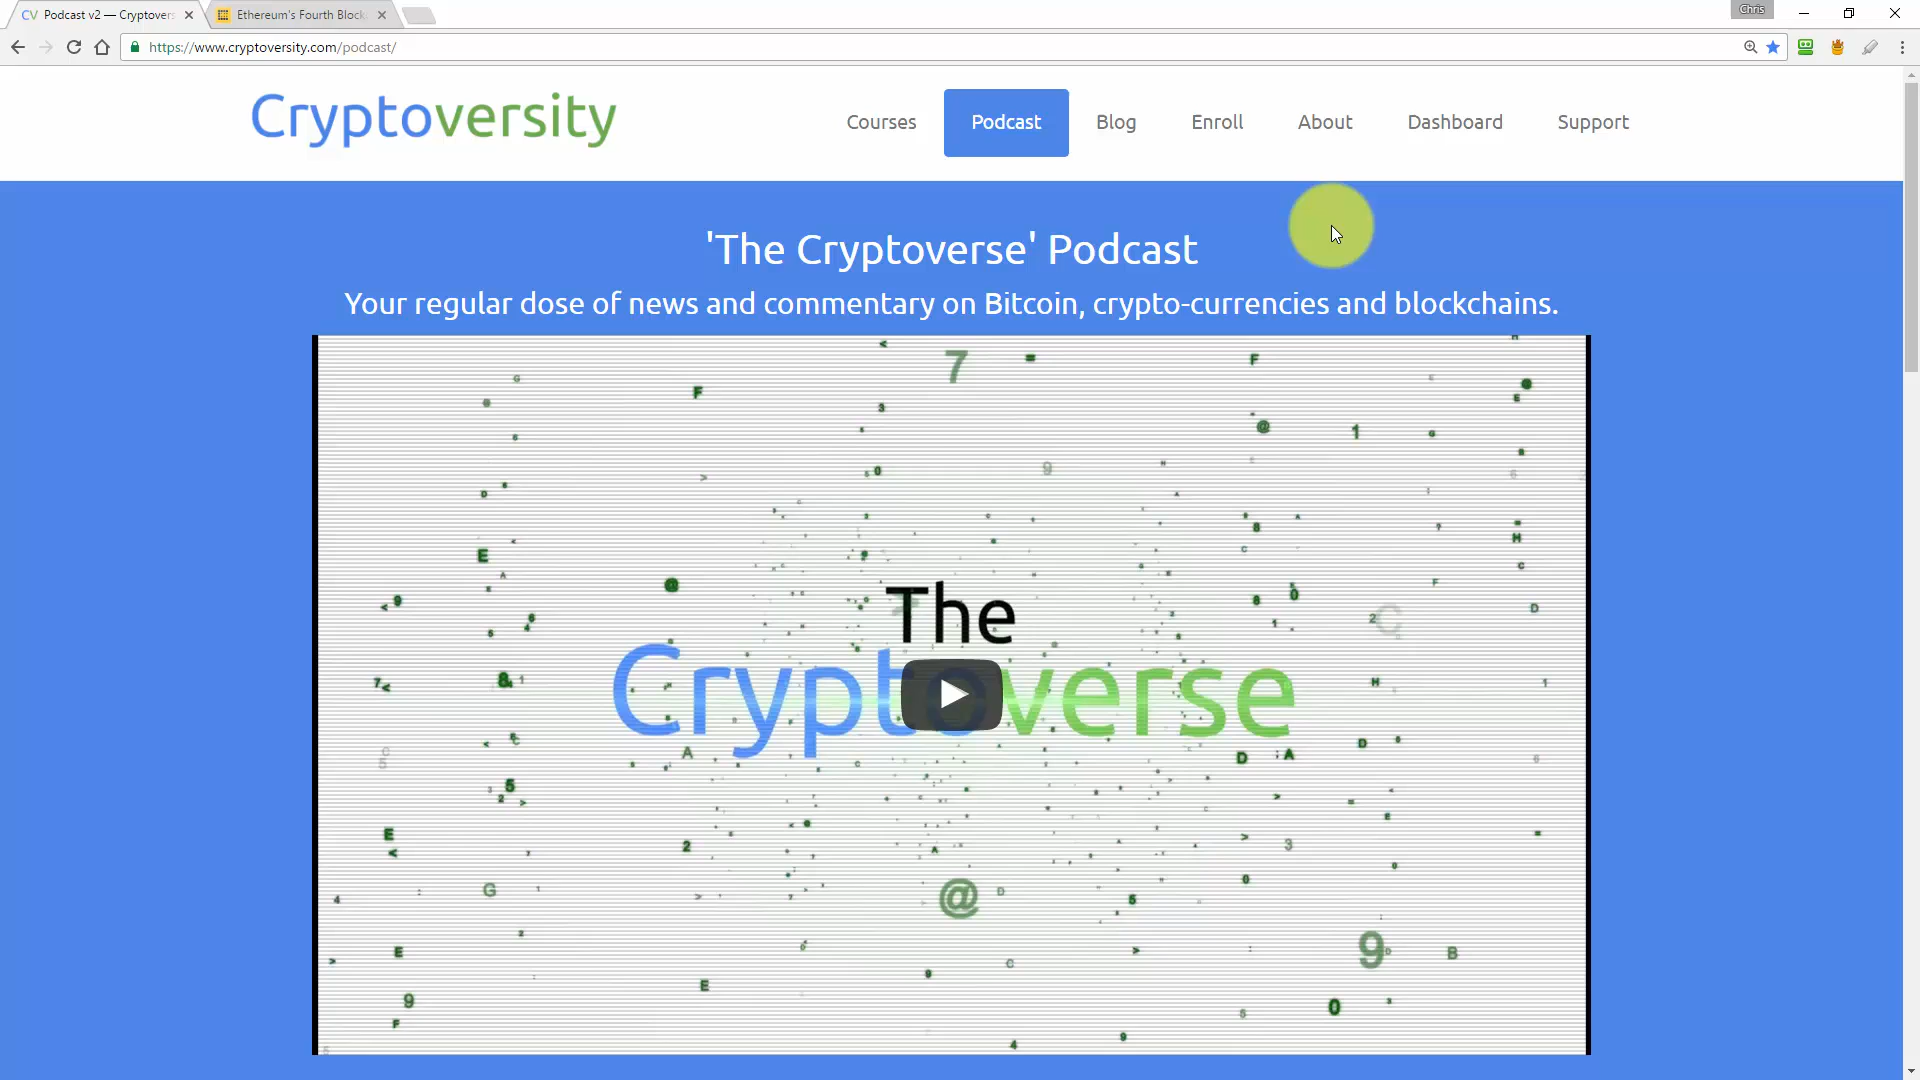 Podcast v2 — Cryptovers
Ethereum's Fourth Block
Chris
https://www.cryptoversity.com/podcast/
Cryptoversity
Courses
Podcast
Blog
Enroll
About
Dashboard
Support
'The Cryptoverse' Podcast
Your regular dose of news and commentary on Bitcoin, crypto-currencies and blockchains.
The
Cryptoverse